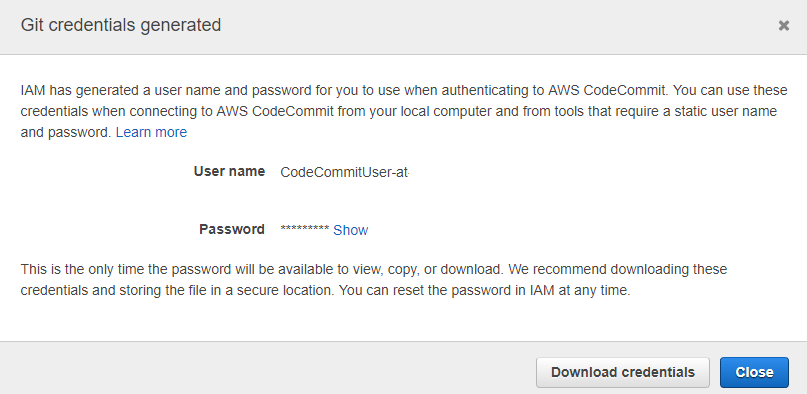 Git credentials generated
IAM has generated a user name and password for you to use when authenticating to AWS CodeCommit. You can use these
credentials when connecting to AWS CodeCommit from your local computer and from tools that require a static user name
and password. Learn more
User name CodeCommitUser-at
Password ********* Show
This is the only time the password will be available to view, copy, or download. We recommend downloading these
credentials and storing the file in a secure location. You can reset the password in IAM at any time.
Download credentials Close